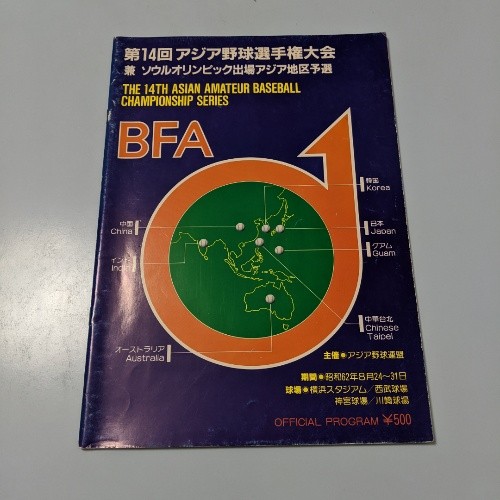 第14回 アジア野球選手権大会
兼 ソウルオリンピック出場アジア地区予選
THE 14TH ASIAN AMATEUR BASEBALL
CHAMPIONSHIP SERIES
BFA
韓国
Korea
中国
China
日本
Japan
グアム
Guam
インド
India
中華台北
Chinese
Taipei
オーストラリア
Australia
主催●アジア野球連盟
期間●昭和62年8月24〜31日
球場●横浜スタジアム/西武球場
神宮球場/川崎球場
OFFICIAL PROGRAM ¥500